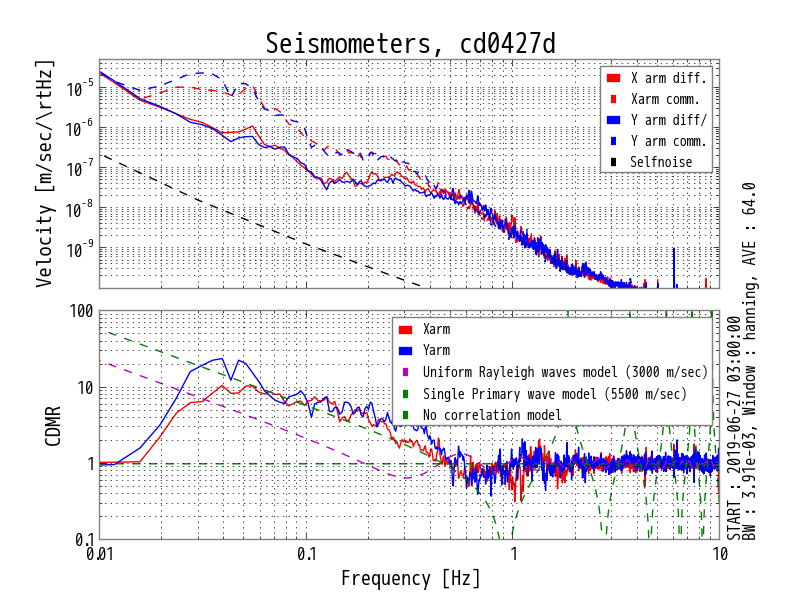 Seismometers, cd0427d
Velocity [m/sec/\rtHz]
10^-5
10^-6
10^-7
10^-8
10^-9
X arm diff.
Xarm comm.
Y arm diff/
Y arm comm.
Selfnoise
CDMR
100
10
1
0.1
Xarm
Yarm
Uniform Rayleigh waves model (3000 m/sec)
Single Primary wave model (5500 m/sec)
No correlation model
0.01
0.1
1
10
Frequency [Hz]
START : 2019-06-27 03:00:00
BW : 3.91e-03, Window : hanning, AVE : 64.0